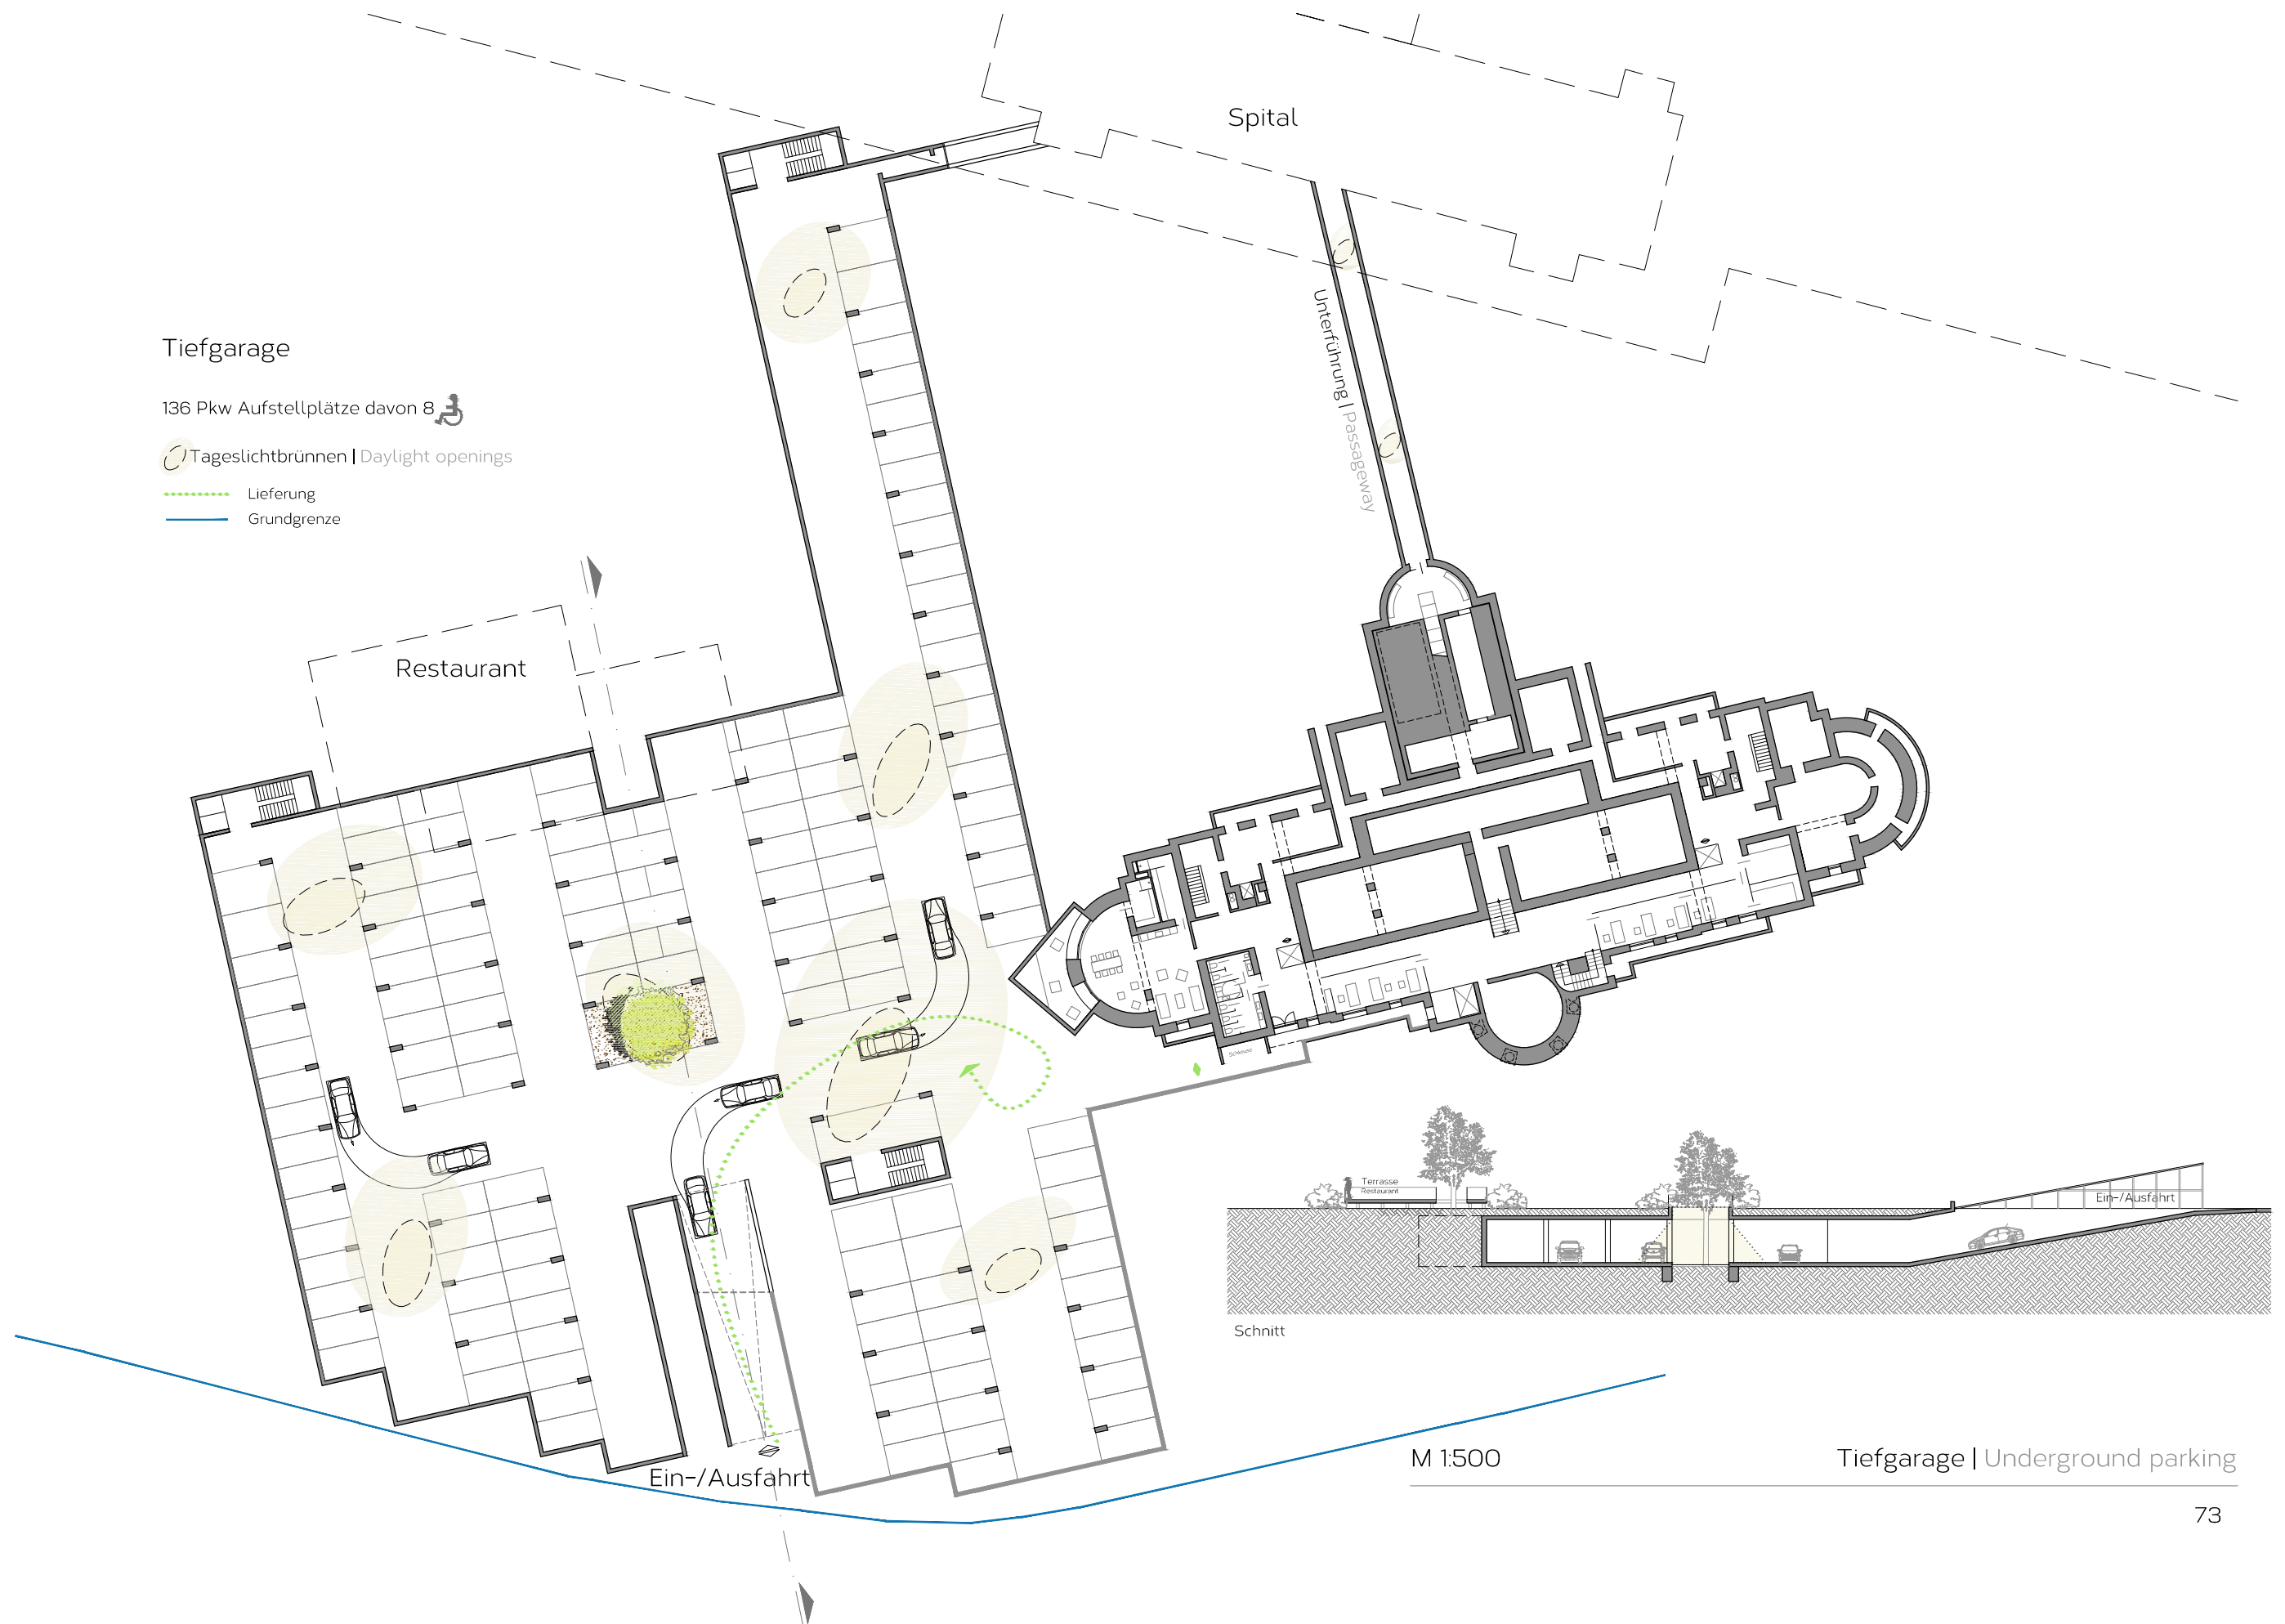 Spital
Tiefgarage
136 Pkw Aufstellplätze davon 8
Tageslichtbrünnen | Daylight openings
Lieferung
Grundgrenze
Unterführung | Passageway
Restaurant
Schleuse
Terrasse
Restaurant
Ein-/Ausfahrt
Schnitt
Ein-/Ausfahrt
M 1:500
Tiefgarage | Underground parking
73